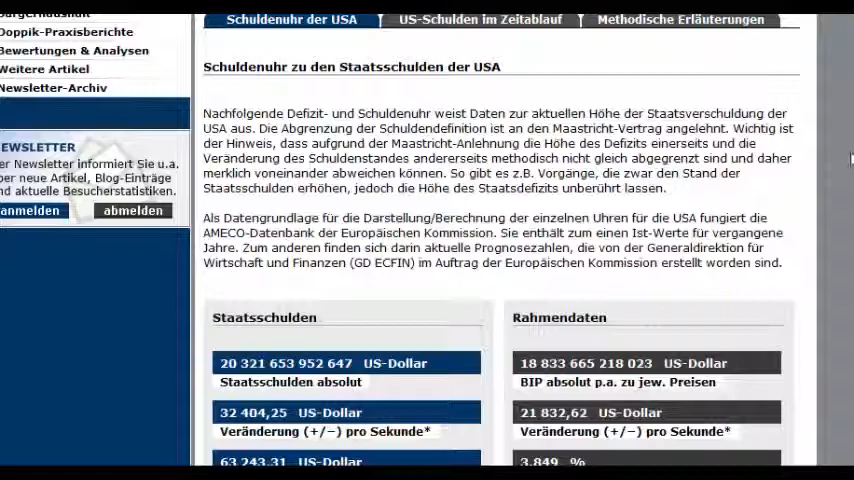 Bürgerhaushalt
Doppik-Praxisberichte
Bewertungen & Analysen
Weitere Artikel
Newsletter-Archiv
EWSLETTER
er Newsletter informiert Sie u.a.
ber neue Artikel, Blog-Einträge
nd aktuelle Besucherstatistiken.
anmelden abmelden
Schuldenuhr der USA US-Schulden im Zeitablauf Methodische Erläuterungen
Schuldenuhr zu den Staatsschulden der USA
Nachfolgende Defizit- und Schuldenuhr weist Daten zur aktuellen Höhe der Staatsverschuldung der
USA aus. Die Abgrenzung der Schuldendefinition ist an den Maastricht-Vertrag angelehnt. Wichtig ist
der Hinweis, dass aufgrund der Maastricht-Anlehnung die Höhe des Defizits einerseits und die
Veränderung des Schuldenstandes andererseits methodisch nicht gleich abgegrenzt sind und daher
merklich voneinander abweichen können. So gibt es z.B. Vorgänge, die zwar den Stand der
Staatsschulden erhöhen, jedoch die Höhe des Staatsdefizits unberührt lassen.
Als Datengrundlage für die Darstellung/Berechnung der einzelnen Uhren für die USA fungiert die
AMECO-Datenbank der Europäischen Kommission. Sie enthält zum einen Ist-Werte für vergangene
Jahre. Zum anderen finden sich darin aktuelle Prognosezahlen, die von der Generaldirektion für
Wirtschaft und Finanzen (GD ECFIN) im Auftrag der Europäischen Kommission erstellt worden sind.
Staatsschulden
20 321 653 952 647 US-Dollar
Staatsschulden absolut
32 404,25 US-Dollar
Veränderung (+/−) pro Sekunde*
63 243,31 US-Dollar
Rahmendaten
18 833 665 218 023 US-Dollar
BIP absolut p.a. zu jew. Preisen
21 832,62 US-Dollar
Veränderung (+/−) pro Sekunde*
3,849 %